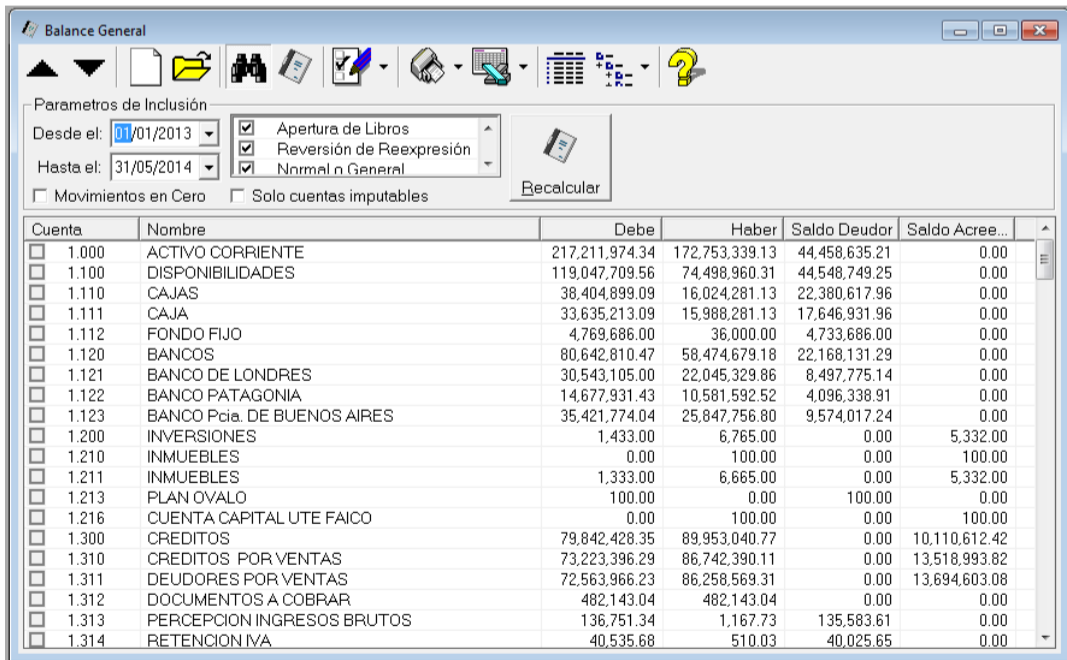 Balance General
Parametros de Inclusión
Desde el: 01/01/2013
Apertura de Libros
Reversión de Reexpresión
Hasta el: 31/05/2014
Normal o General
Recalcular
Movimientos en Cero Solo cuentas imputables
Cuenta Nombre Debe Haber Saldo Deudor Saldo Acree...
1.000 ACTIVO CORRIENTE 217,211,974.34 172,753,339.13 44,458,635.21 0.00
1.100 DISPONIBILIDADES 119,047,709.56 74,498,960.31 44,548,749.25 0.00
1.110 CAJAS 38,404,899.09 16,024,281.13 22,380,617.96 0.00
1.111 CAJA 33,635,213.09 15,988,281.13 17,646,931.96 0.00
1.112 FONDO FIJO 4,769,686.00 36,000.00 4,733,686.00 0.00
1.120 BANCOS 80,642,810.47 58,474,679.18 22,168,131.29 0.00
1.121 BANCO DE LONDRES 30,543,105.00 22,045,329.86 8,497,775.14 0.00
1.122 BANCO PATAGONIA 14,677,931.43 10,581,592.52 4,096,338.91 0.00
1.123 BANCO Pcia. DE BUENOS AIRES 35,421,774.04 25,847,756.80 9,574,017.24 0.00
1.200 INVERSIONES 1,433.00 6,765.00 0.00 5,332.00
1.210 INMUEBLES 0.00 100.00 0.00 100.00
1.211 INMUEBLES 1,333.00 6,665.00 0.00 5,332.00
1.213 PLAN OVALO 100.00 0.00 100.00 0.00
1.216 CUENTA CAPITAL UTE FAICO 0.00 100.00 0.00 100.00
1.300 CREDITOS 79,842,428.35 89,953,040.77 0.00 10,110,612.42
1.310 CREDITOS POR VENTAS 73,223,396.29 86,742,390.11 0.00 13,518,993.82
1.311 DEUDORES POR VENTAS 72,563,966.23 86,258,569.31 0.00 13,694,603.08
1.312 DOCUMENTOS A COBRAR 482,143.04 482,143.04 0.00 0.00
1.313 PERCEPCION INGRESOS BRUTOS 136,751.34 1,167.73 135,583.61 0.00
1.314 RETENCION IVA 40,535.68 510.03 40,025.65 0.00